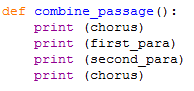 def combine_passage():
    print (chorus)
    print (first_para)
    print (second_para)
    print (chorus)